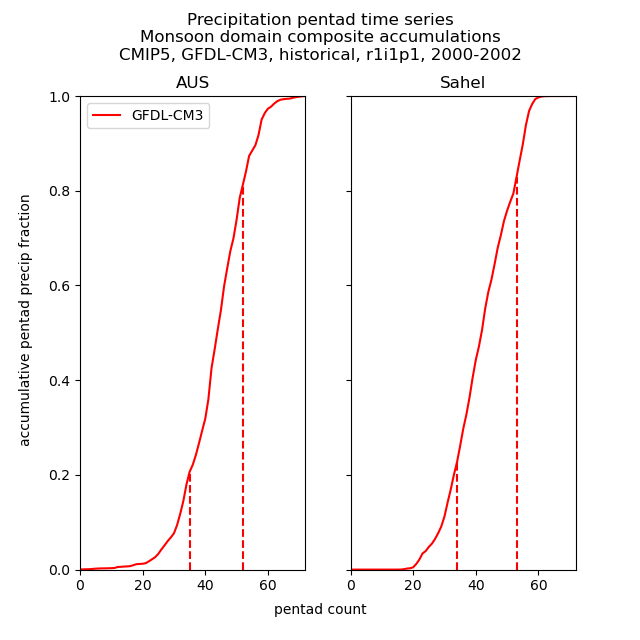 Precipitation pentad time series
Monsoon domain composite accumulations
CMIP5, GFDL-CM3, historical, r1i1p1, 2000-2002
AUS
Sahel
GFDL-CM3
accumulative pentad precip fraction
1.0
0.8
0.6
0.4
0.2
0.0
0 20 40 60
0 20 40 60
pentad count